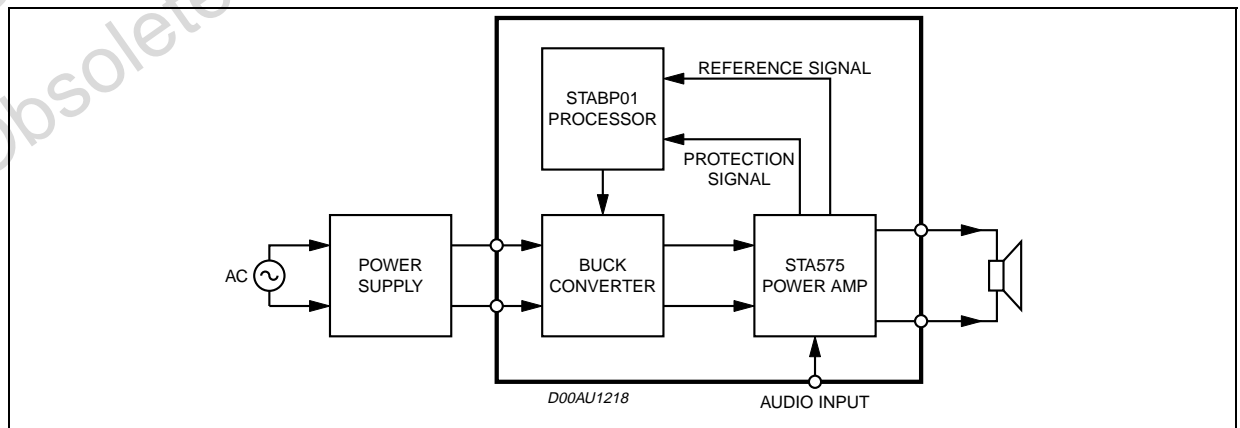 Obsolete
REFERENCE SIGNAL
STABP01
PROCESSOR
PROTECTION
SIGNAL
AC
POWER
SUPPLY
BUCK
CONVERTER
STA575
POWER AMP
D00AU1218
AUDIO INPUT